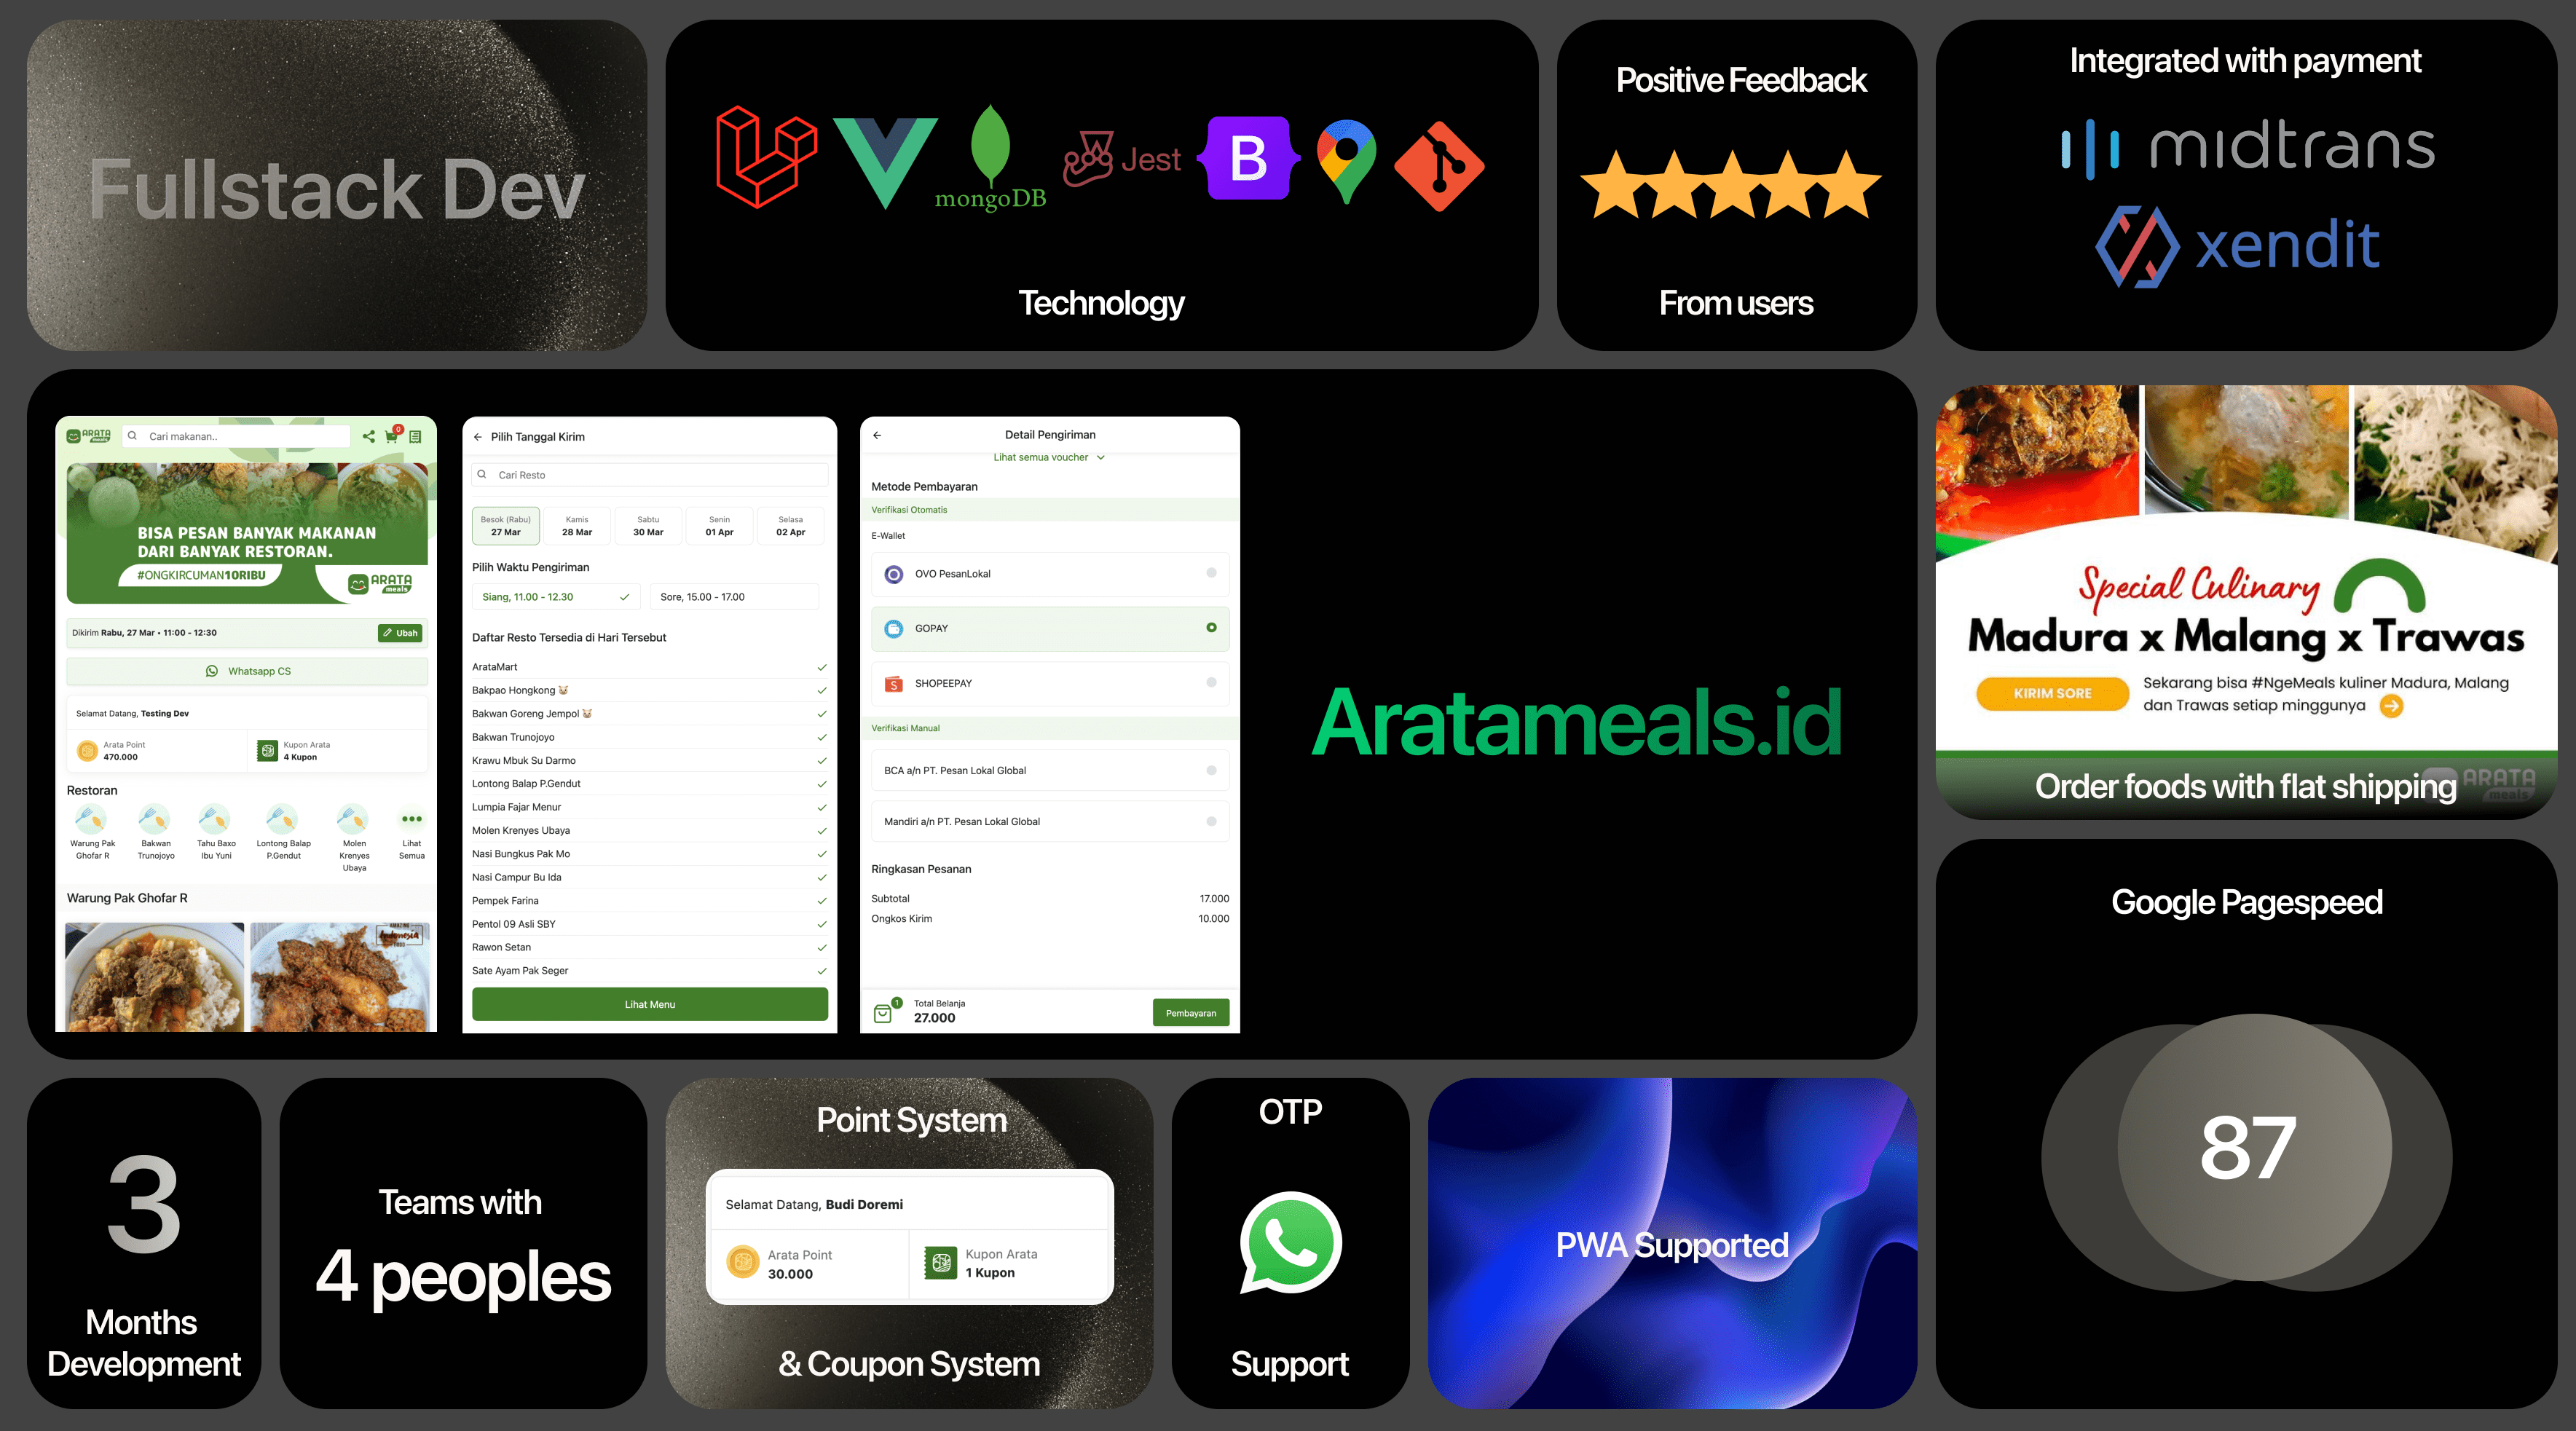 Fullstack Dev
mongoDB
Jest
B
Technology
Positive Feedback
From users
Integrated with payment
midtrans
xendit
ARATA
meals
Cari makanan..
0
BISA PESAN BANYAK MAKANAN
DARI BANYAK RESTORAN.
#ONGKIRCUMAN10RIBU
ARATA
meals
Dikirim Rabu, 27 Mar • 11:00 - 12:30
Ubah
Whatsapp CS
Selamat Datang, Testing Dev
Arata Point
470.000
Kupon Arata
4 Kupon
Restoran
Warung Pak
Ghofar R
Bakwan
Trunojoyo
Tahu Baxo
Ibu Yuni
Lontong Balap
P.Gendut
Molen
Krenyes
Ubaya
Lihat
Semua
Warung Pak Ghofar R
Indonesia
Pilih Tanggal Kirim
Cari Resto
Besok (Rabu)
27 Mar
Kamis
28 Mar
Sabtu
30 Mar
Senin
01 Apr
Selasa
02 Apr
Pilih Waktu Pengiriman
Siang, 11.00 - 12.30
Sore, 15.00 - 17.00
Daftar Resto Tersedia di Hari Tersebut
ArataMart
Bakpao Hongkong 🐷
Bakwan Goreng Jempol 🐷
Bakwan Trunojoyo
Krawu Mbuk Su Darmo
Lontong Balap P.Gendut
Lumpia Fajar Menur
Molen Krenyes Ubaya
Nasi Bungkus Pak Mo
Nasi Campur Bu Ida
Pempek Farina
Pentol 09 Asli SBY
Rawon Setan
Sate Ayam Pak Seger
Lihat Menu
Detail Pengiriman
Lihat semua voucher
Metode Pembayaran
Verifikasi Otomatis
E-Wallet
OVO PesanLokal
GOPAY
SHOPEEPAY
Verifikasi Manual
BCA a/n PT. Pesan Lokal Global
Mandiri a/n PT. Pesan Lokal Global
Ringkasan Pesanan
Subtotal 17.000
Ongkos Kirim 10.000
1
Total Belanja
27.000
Pembayaran
Aratameals.id
Special Culinary
Madura x Malang x Trawas
KIRIM SORE
Sekarang bisa #NgeMeals kuliner Madura, Malang
dan Trawas setiap minggunya
Order foods with flat shipping
ARATA
meals
Google Pagespeed
87
3
Months
Development
Teams with
4 peoples
Point System
Selamat Datang, Budi Doremi
Arata Point
30.000
Kupon Arata
1 Kupon
& Coupon System
OTP
Support
PWA Supported